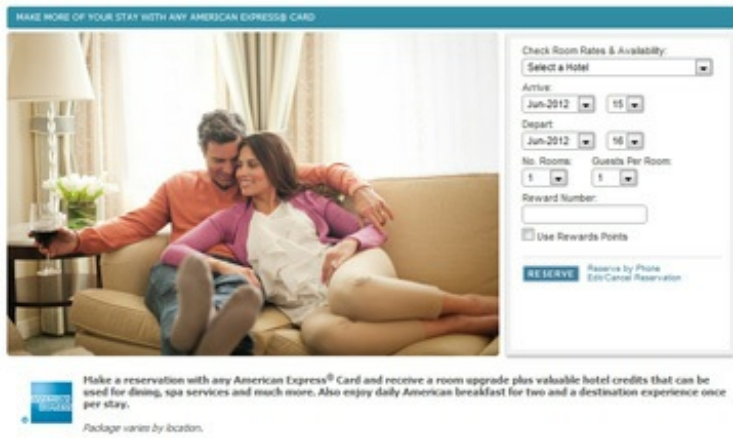 MAKE MORE OF YOUR STAY WITH ANY AMERICAN EXPRESS® CARD
Check Room Rates & Availability:
Select a Hotel
Arrive:
Jun-2012 15
Depart:
Jun-2012 16
No. Rooms: Guests Per Room:
1 1
Reward Number:
Use Rewards Points
RESERVE
Reserve by Phone
Edit/Cancel Reservation
AMERICAN
EXPRESS
®
Make a reservation with any American Express® Card and receive a room upgrade plus valuable hotel credits that can be
used for dining, spa services and much more. Also enjoy daily American breakfast for two and a destination experience once
per stay.
Package varies by location.